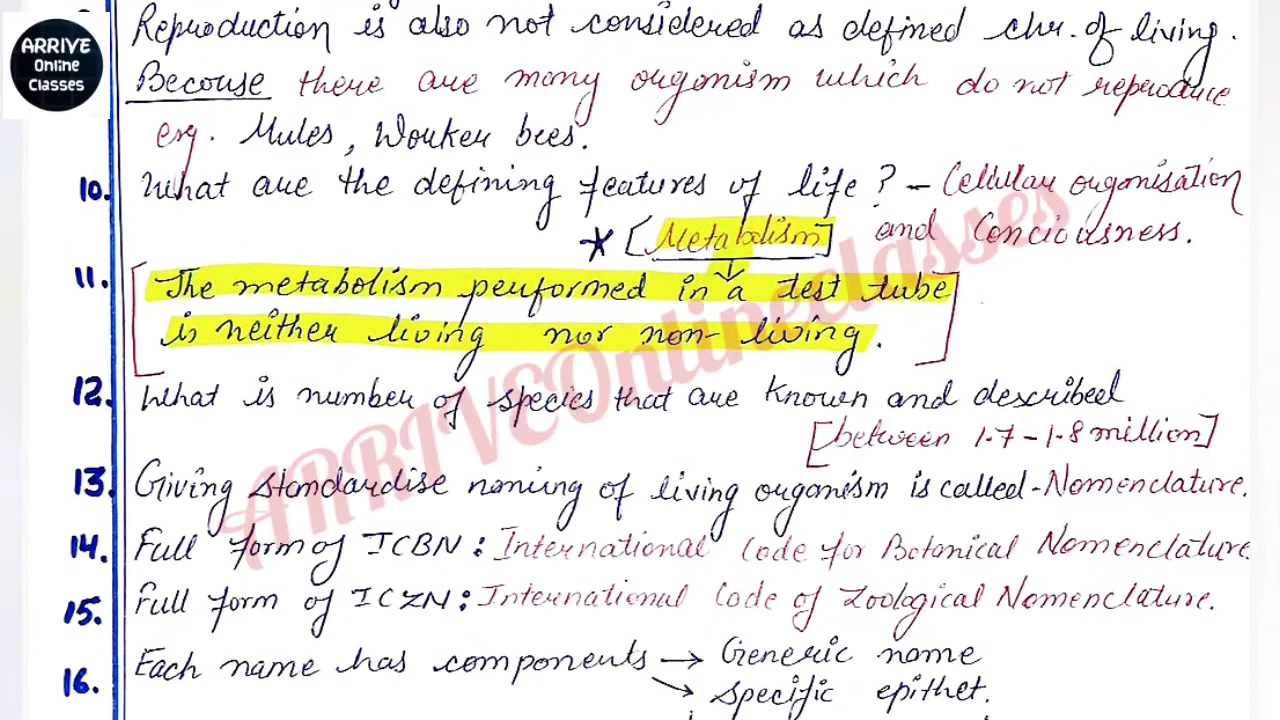 ARRIVE
Online
Classes
Reproduction is also not considered as defined chr. of living.
Becouse there are many organism which do not reproduce
eg. Mules, Worker bees.
10. What are the defining features of life? - Cellular organisation
* [Metabolism] and Conciousness.
11. The metabolism performed in a test tube
is neither living nor non-living.
12. What is number of species that are known and described
[between 1.7-1.8 million]
13. Giving standardise naming of living organism is called - Nomenclature.
14. Full form of ICBN: International Code for Botanical Nomenclature.
15. Full form of ICZN: International Code of Zoological Nomenclature.
16. Each name has components → Generic name
→ specific epithet.
ARRIVEOnlineclasses